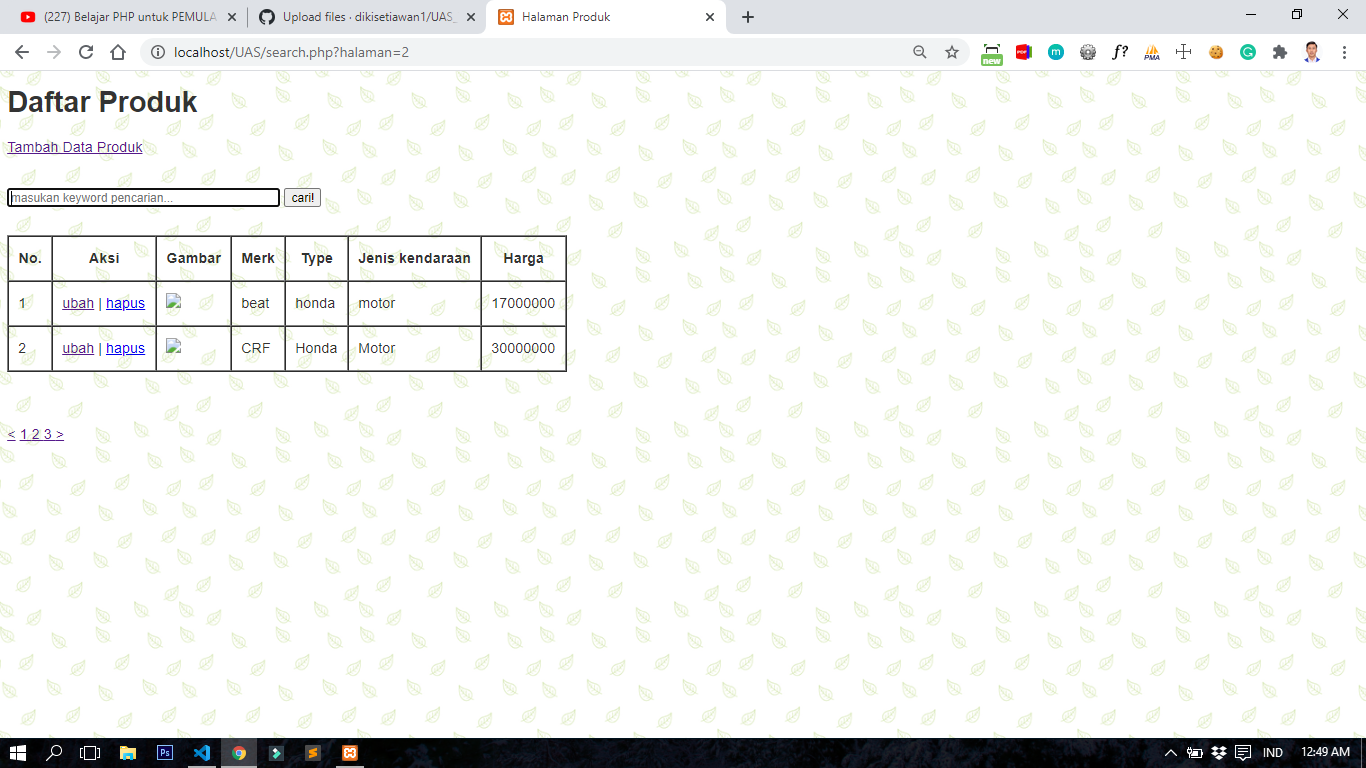 (227) Belajar PHP untuk PEMULA
Upload files · dikisetiawan1/UAS_
Halaman Produk
localhost/UAS/search.php?halaman=2
new
PDF
m
f?
PMA
G
Daftar Produk
Tambah Data Produk
masukan keyword pencarian... cari!
No. Aksi Gambar Merk Type Jenis kendaraan Harga
1 ubah | hapus beat honda motor 17000000
2 ubah | hapus CRF Honda Motor 30000000
< 1 2 3 >
Ps
IND
12:49 AM